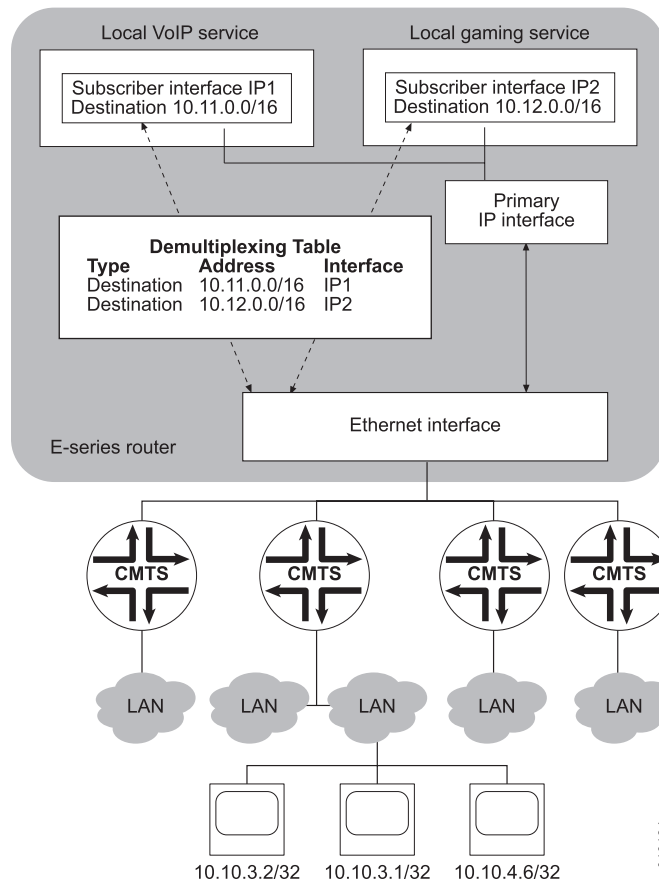 Local VoIP service
Local gaming service
Subscriber interface IP1
Destination 10.11.0.0/16
Subscriber interface IP2
Destination 10.12.0.0/16
Primary
IP interface
Demultiplexing Table
Type Address Interface
Destination 10.11.0.0/16 IP1
Destination 10.12.0.0/16 IP2
Ethernet interface
E-series router
CMTS CMTS CMTS CMTS
LAN LAN LAN LAN LAN
10.10.3.2/32 10.10.3.1/32 10.10.4.6/32